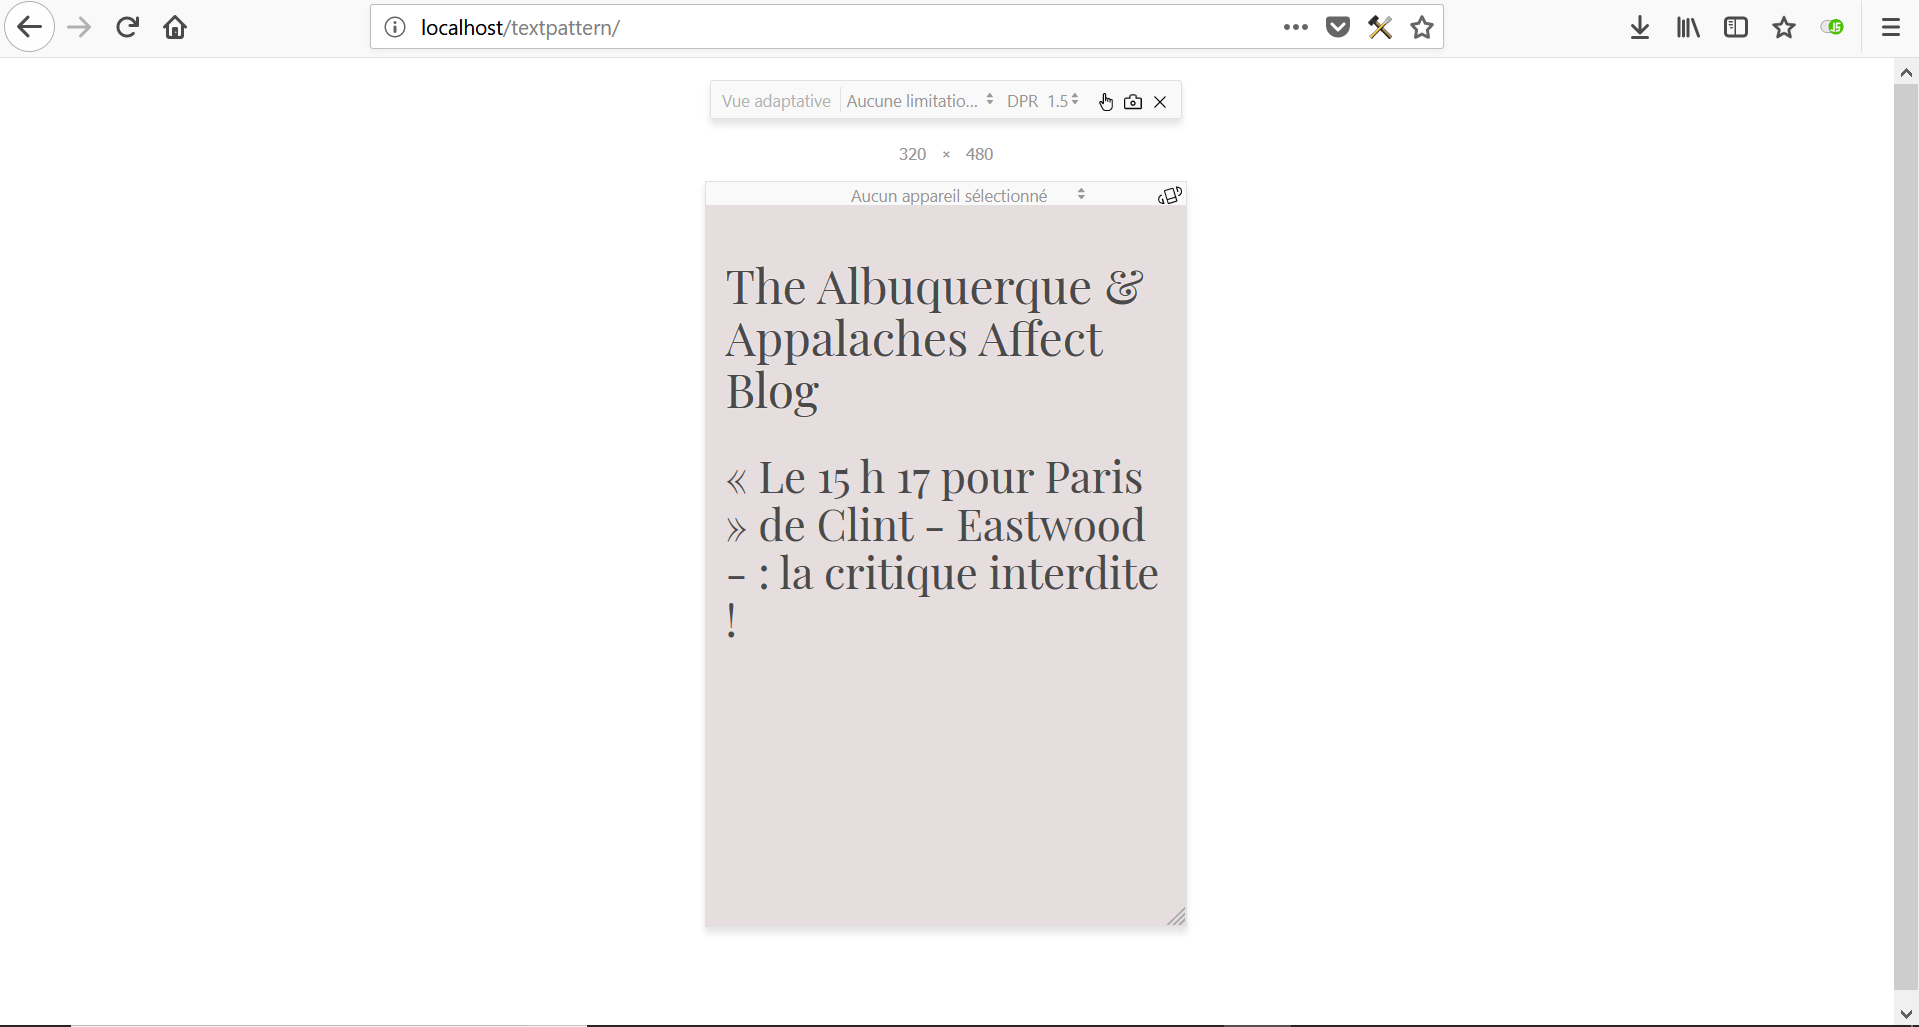 localhost/textpattern/
Vue adaptative Aucune limitatio... DPR 1.5
320 × 480
Aucun appareil sélectionné
The Albuquerque &
Appalaches Affect
Blog
« Le 15 h 17 pour Paris
» de Clint - Eastwood
- : la critique interdite
!